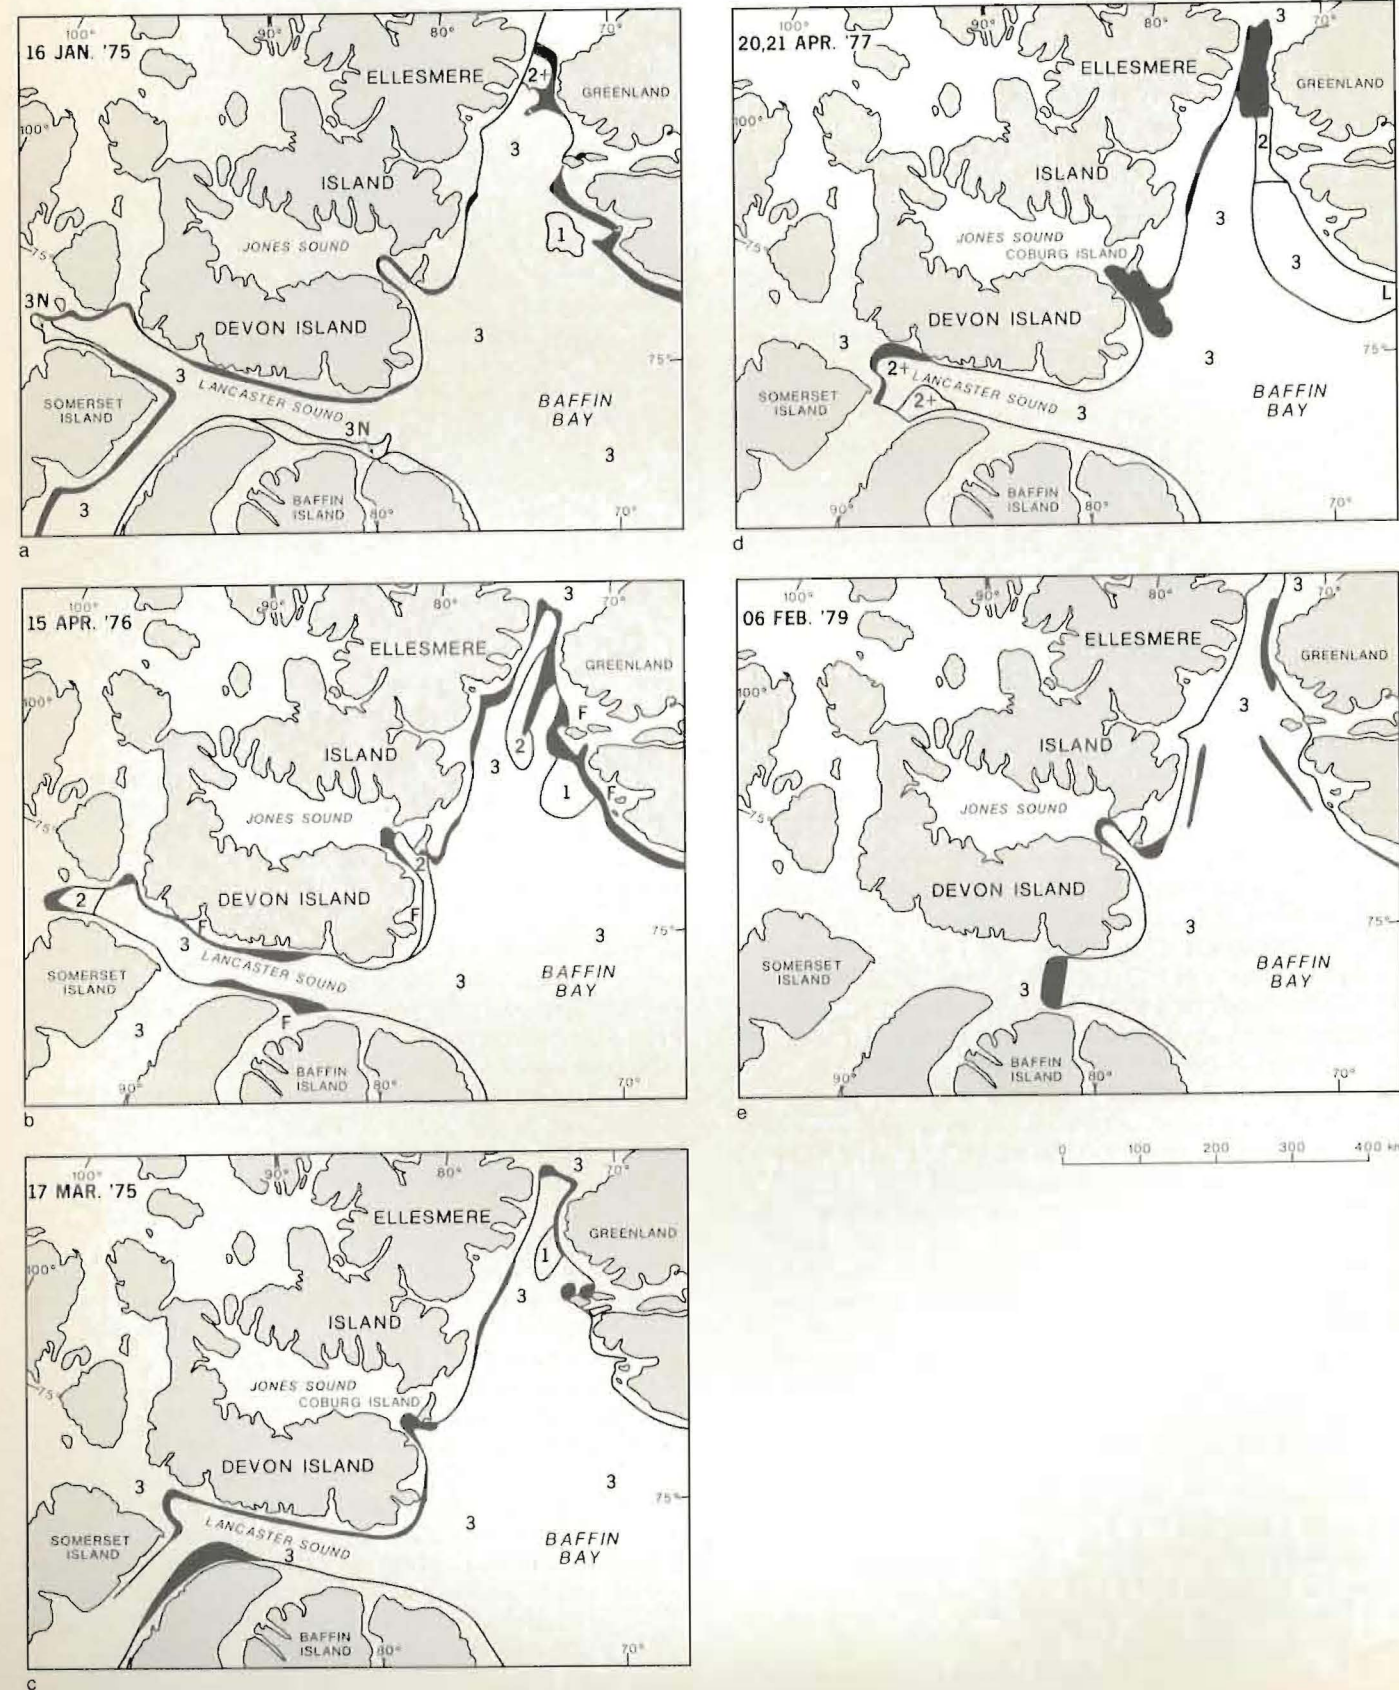 100°
90°
80°
70°
16 JAN. '75
ELLESMERE
2+
GREENLAND
100°
3
ISLAND
1
JONES SOUND
75°
3N
DEVON ISLAND
3
75°
3
LANCASTER SOUND
SOMERSET
ISLAND
BAFFIN
BAY
3N
3
BAFFIN
ISLAND
80°
70°
3
a
100°
90°
80°
3
70°
20,21 APR. '77
ELLESMERE
GREENLAND
100°
2
ISLAND
3
JONES SOUND
COBURG ISLAND
75°
3
L
DEVON ISLAND
3
3
75°
2+
LANCASTER SOUND
SOMERSET
ISLAND
2+
3
BAFFIN
BAY
BAFFIN
ISLAND
90°
80°
70°
d
100°
90°
80°
3
70°
15 APR. '76
ELLESMERE
GREENLAND
100°
F
ISLAND
2
3
1
F
JONES SOUND
75°
2
2
DEVON ISLAND
F
F
3
3
75°
LANCASTER SOUND
SOMERSET
ISLAND
3
BAFFIN
BAY
3
F
BAFFIN
ISLAND
90°
80°
70°
b
100°
90°
80°
3
70°
06 FEB. '79
ELLESMERE
GREENLAND
100°
3
ISLAND
JONES SOUND
75°
DEVON ISLAND
3
75°
SOMERSET
ISLAND
3
BAFFIN
BAY
BAFFIN
ISLAND
90°
80°
70°
e
0 100 200 300 400 km
100°
90°
80°
3
70°
17 MAR. '75
ELLESMERE
GREENLAND
1
100°
3
ISLAND
JONES SOUND
COBURG ISLAND
75°
DEVON ISLAND
3
3
75°
3
LANCASTER SOUND
SOMERSET
ISLAND
3
BAFFIN
BAY
BAFFIN
ISLAND
80°
70°
c